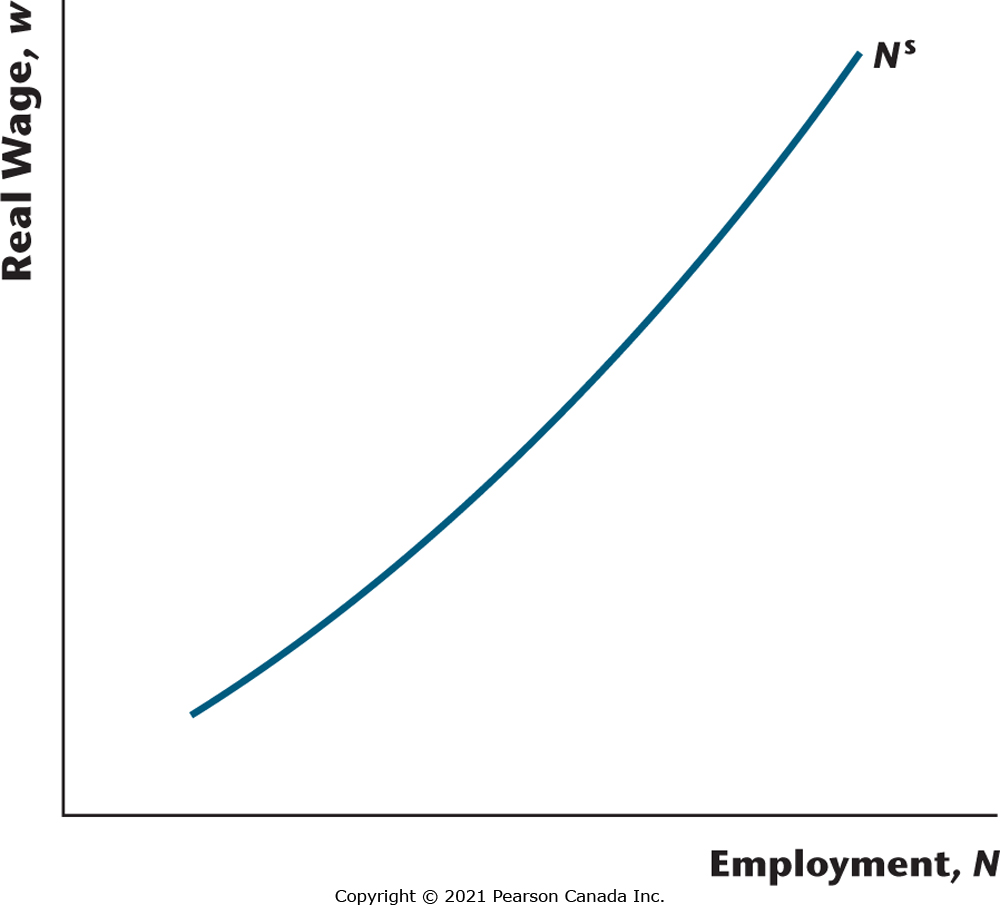 Real Wage, w
Nˢ
Employment, N
Copyright © 2021 Pearson Canada Inc.